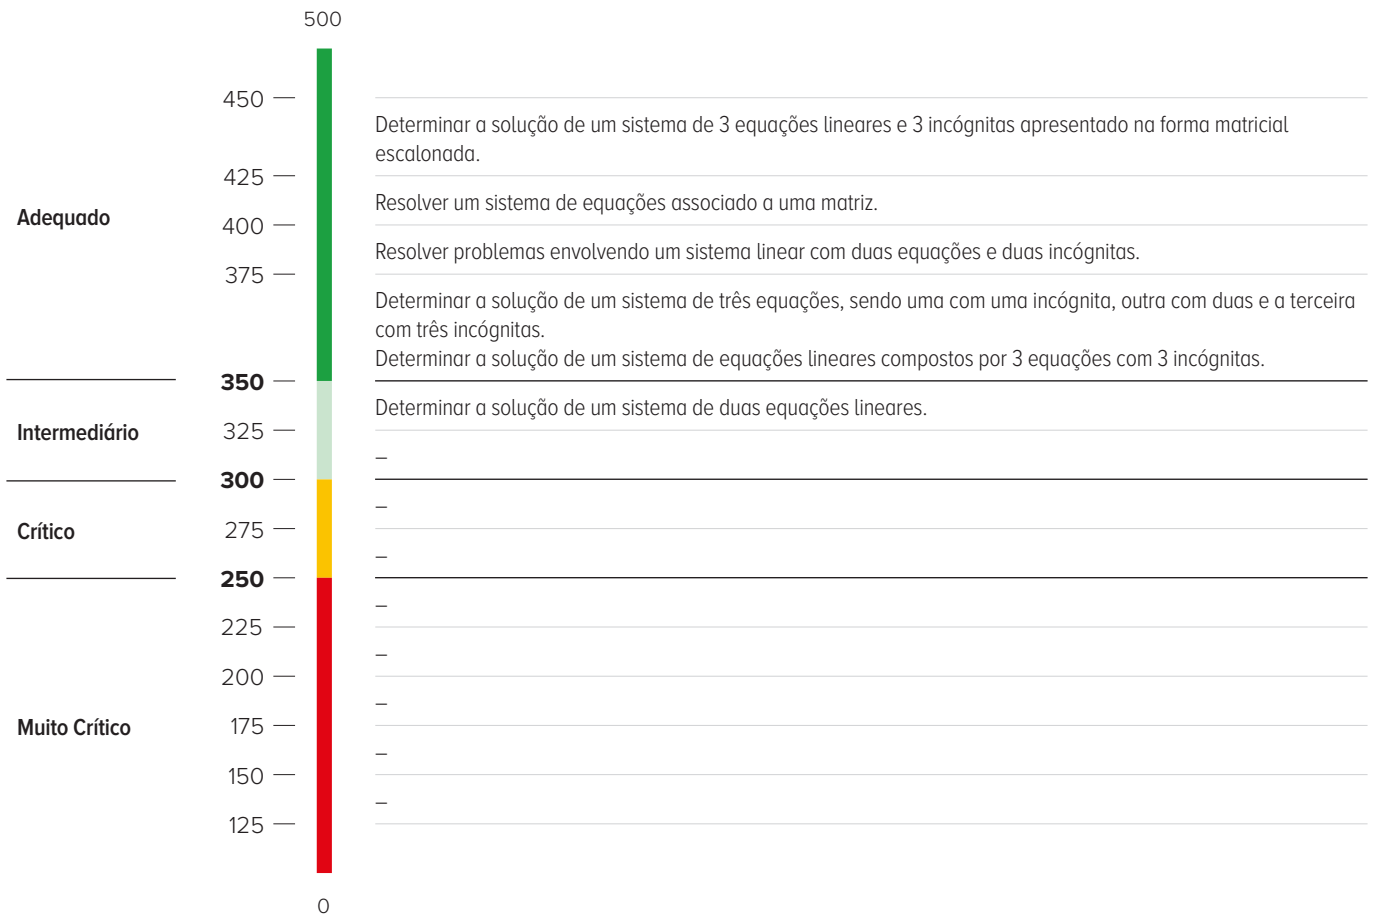 500
450
Determinar a solução de um sistema de 3 equações lineares e 3 incógnitas apresentado na forma matricial
escalonada.
425
Adequado
Resolver um sistema de equações associado a uma matriz.
400
Resolver problemas envolvendo um sistema linear com duas equações e duas incógnitas.
375
Determinar a solução de um sistema de três equações, sendo uma com uma incógnita, outra com duas e a terceira
com três incógnitas.
Determinar a solução de um sistema de equações lineares compostos por 3 equações com 3 incógnitas.
350
Determinar a solução de um sistema de duas equações lineares.
Intermediário
325
–
300
–
Crítico
275
–
250
–
225
–
200
–
Muito Crítico
175
–
150
–
125
0